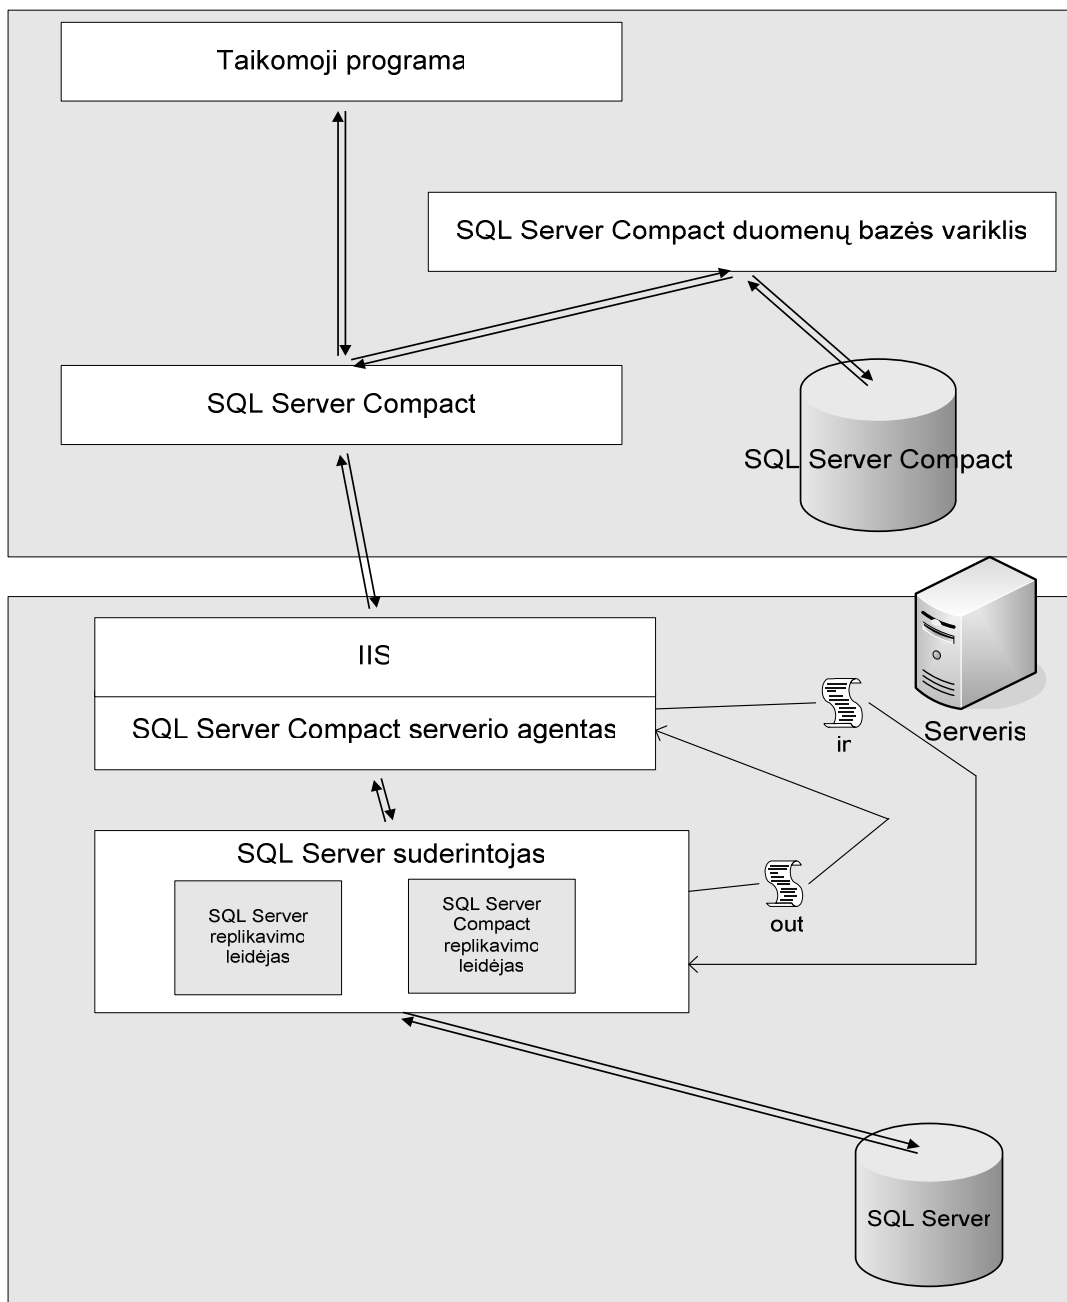 Taikomoji programa
SQL Server Compact duomenų bazės variklis
SQL Server Compact
SQL Server Compact
IIS
SQL Server Compact serverio agentas
in
Serveris
SQL Server suderintojas
SQL Server
replikavimo
leidėjas
SQL Server
Compact
replikavimo
leidėjas
out
SQL Server